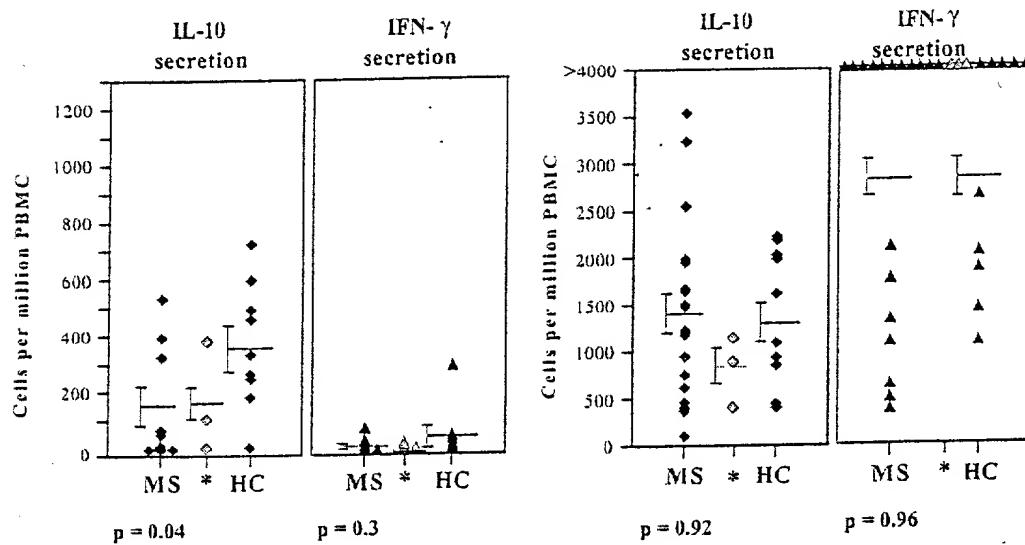 IL-10
secretion
IFN- γ
secretion
Cells per million PBMC
1200
1000
800
600
400
200
0
MS * HC
MS * HC
p = 0.04
p = 0.3
IL-10
secretion
IFN- γ
secretion
Cells per million PBMC
>4000
3500
3000
2500
2000
1500
1000
500
0
MS * HC
MS * HC
p = 0.92
p = 0.96